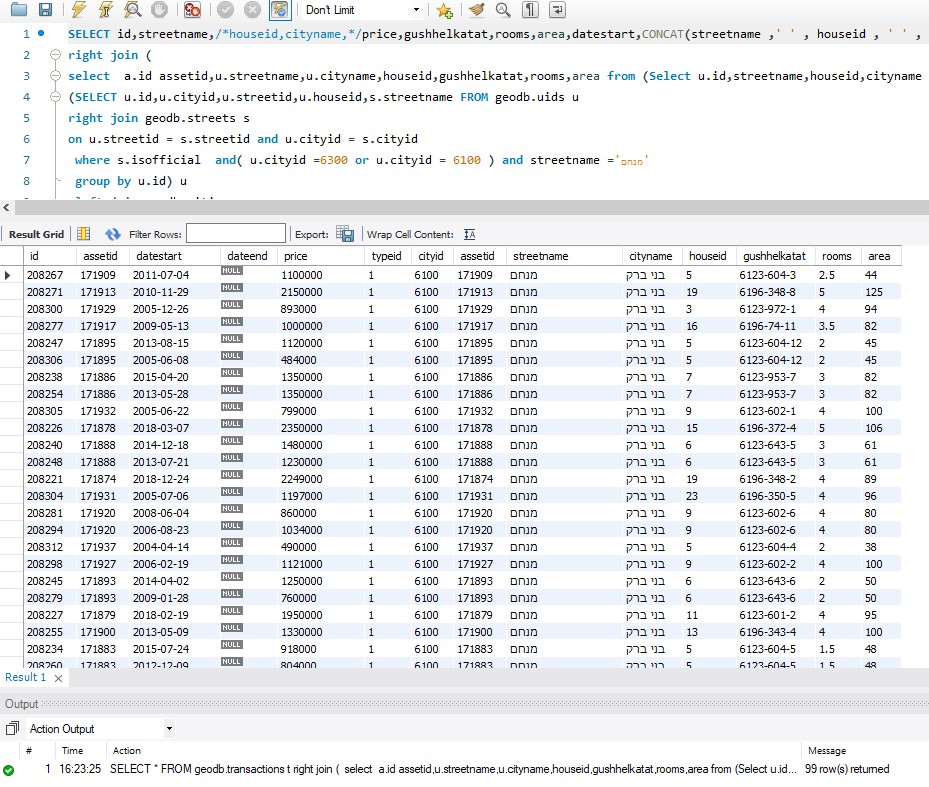 Don't Limit
1 SELECT id,streetname,/*houseid,cityname,*/price,gushhelkatat,rooms,area,datestart,CONCAT(streetname ,' ' , houseid , ' ' ,
2 right join (
3 select a.id assetid,u.streetname,u.cityname,houseid,gushhelkatat,rooms,area from (Select u.id,streetname,houseid,cityname
4 (SELECT u.id,u.cityid,u.streetid,u.houseid,s.streetname FROM geodb.uids u
5 right join geodb.streets s
6 on u.streetid = s.streetid and u.cityid = s.cityid
7 where s.isofficial and( u.cityid =6300 or u.cityid = 6100 ) and streetname ='מנחם'
8 group by u.id) u
Result Grid Filter Rows: Export: Wrap Cell Content:
id assetid datestart dateend price typeid cityid assetid streetname cityname houseid gushhelkatat rooms area
208267 171909 2011-07-04 NULL 1100000 1 6100 171909 מנחם בני ברק 5 6123-604-3 2.5 44
208271 171913 2010-11-29 NULL 2150000 1 6100 171913 מנחם בני ברק 19 6196-348-8 5 125
208300 171929 2005-12-26 NULL 893000 1 6100 171929 מנחם בני ברק 3 6123-972-1 4 94
208277 171917 2009-05-13 NULL 1000000 1 6100 171917 מנחם בני ברק 16 6196-74-11 3.5 82
208247 171895 2013-08-15 NULL 1120000 1 6100 171895 מנחם בני ברק 5 6123-604-12 2 45
208306 171895 2005-06-08 NULL 484000 1 6100 171895 מנחם בני ברק 5 6123-604-12 2 45
208238 171886 2015-04-20 NULL 1350000 1 6100 171886 מנחם בני ברק 7 6123-953-7 3 82
208254 171886 2013-05-28 NULL 1350000 1 6100 171886 מנחם בני ברק 7 6123-953-7 3 82
208305 171932 2005-06-22 NULL 799000 1 6100 171932 מנחם בני ברק 9 6123-602-1 4 100
208226 171878 2018-03-07 NULL 2350000 1 6100 171878 מנחם בני ברק 15 6196-372-4 5 106
208240 171888 2014-12-18 NULL 1480000 1 6100 171888 מנחם בני ברק 6 6123-643-5 3 61
208248 171888 2013-07-21 NULL 1230000 1 6100 171888 מנחם בני ברק 6 6123-643-5 3 61
208221 171874 2018-12-24 NULL 2249000 1 6100 171874 מנחם בני ברק 19 6196-348-2 4 89
208304 171931 2005-07-06 NULL 1197000 1 6100 171931 מנחם בני ברק 23 6196-350-5 4 96
208281 171920 2008-06-04 NULL 860000 1 6100 171920 מנחם בני ברק 9 6123-602-6 4 80
208294 171920 2006-08-23 NULL 1034000 1 6100 171920 מנחם בני ברק 9 6123-602-6 4 80
208312 171937 2004-04-14 NULL 490000 1 6100 171937 מנחם בני ברק 5 6123-604-4 2 38
208298 171927 2006-02-19 NULL 1121000 1 6100 171927 מנחם בני ברק 9 6123-602-2 4 100
208245 171893 2014-04-02 NULL 1250000 1 6100 171893 מנחם בני ברק 6 6123-643-6 2 50
208279 171893 2009-01-28 NULL 760000 1 6100 171893 מנחם בני ברק 6 6123-643-6 2 50
208227 171879 2018-02-19 NULL 1950000 1 6100 171879 מנחם בני ברק 11 6123-601-2 4 95
208255 171900 2013-05-09 NULL 1330000 1 6100 171900 מנחם בני ברק 13 6196-343-4 4 100
208234 171883 2015-07-24 NULL 918000 1 6100 171883 מנחם בני ברק 5 6123-604-5 1.5 48
208260 171883 2012-12-09 NULL 804000 1 6100 171883 מנחם בני ברק 5 6123-604-5 1.5 48
Result 1
Output
Action Output
# Time Action Message
1 16:23:25 SELECT * FROM geodb.transactions t right join ( select a.id assetid,u.streetname,u.cityname,houseid,gushhelkatat,rooms,area from (Select u.id... 99 row(s) returned